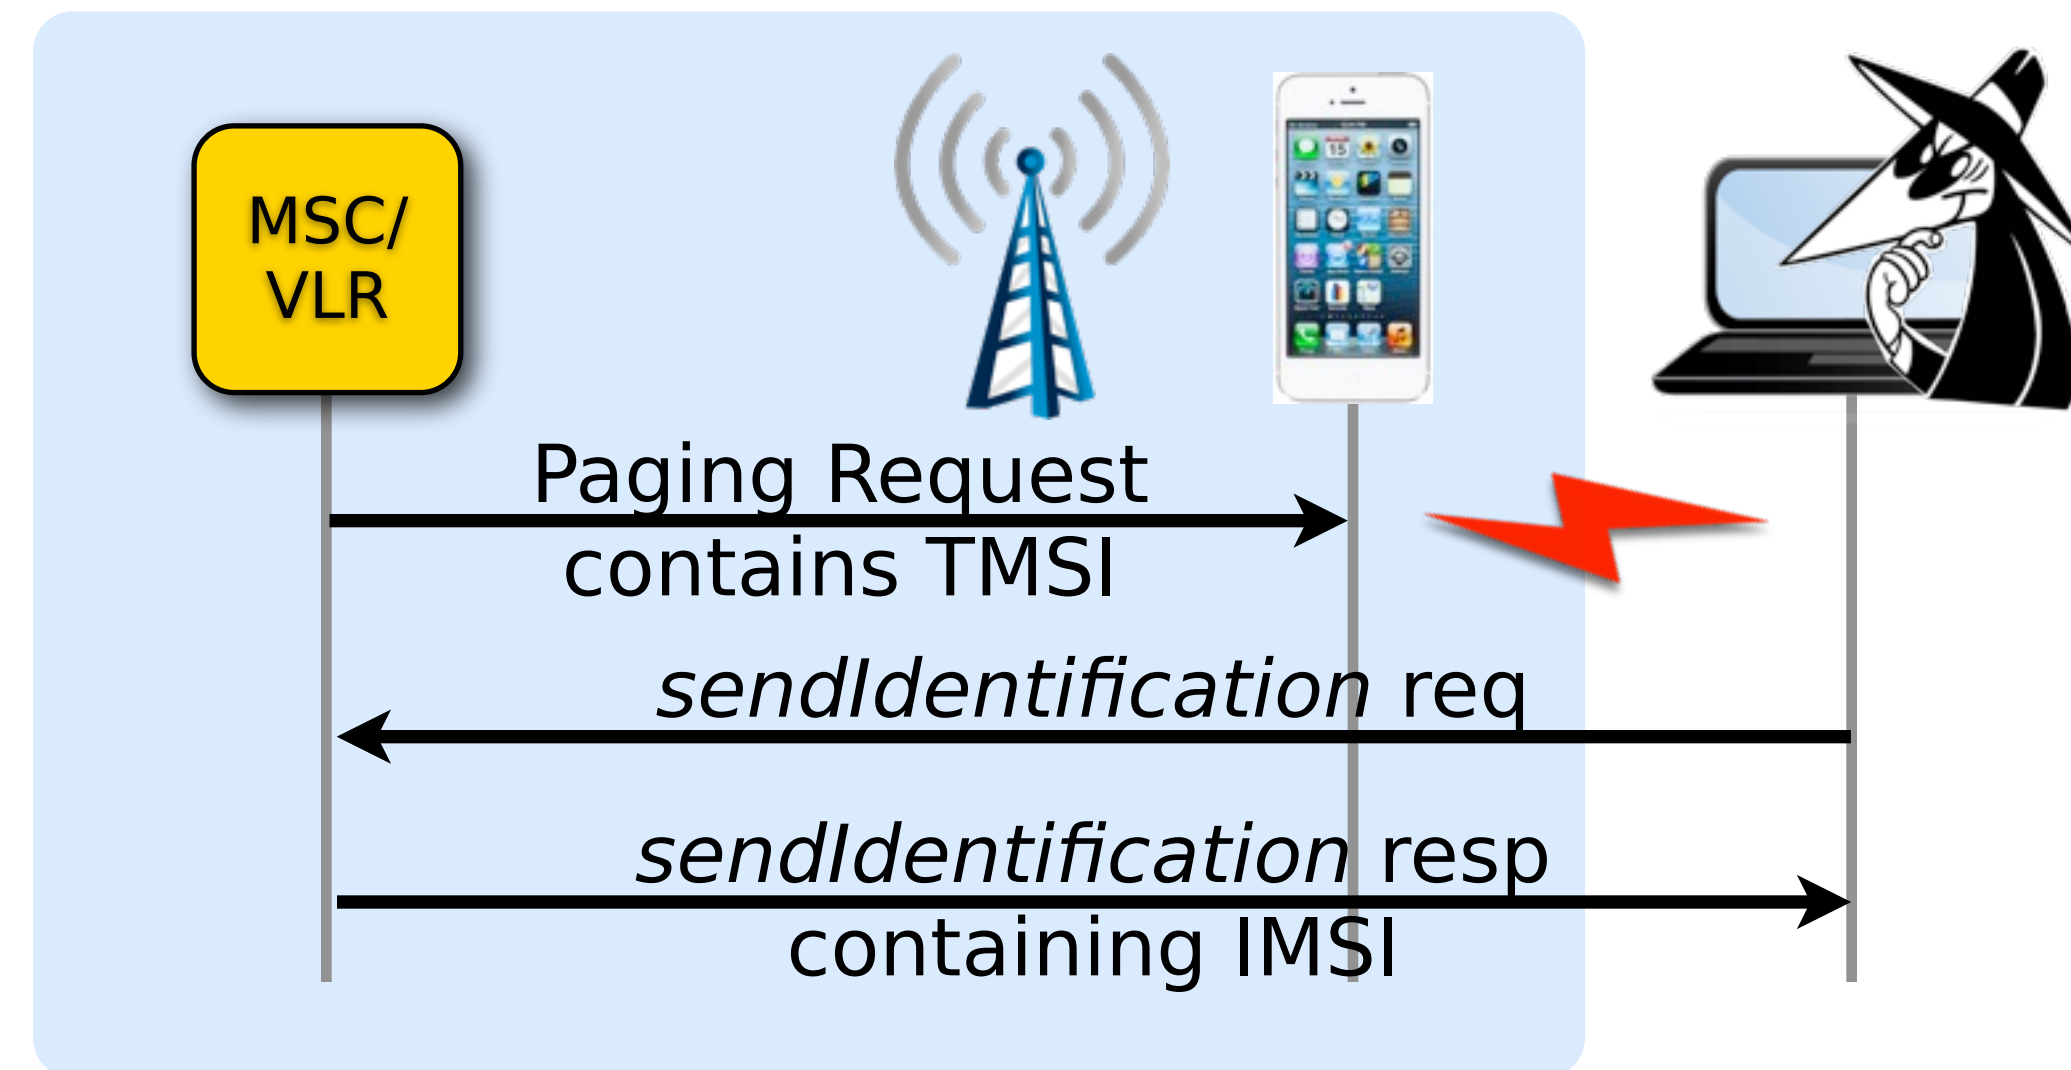 MSC/
VLR
Paging Request
contains TMSI
sendIdentification req
sendIdentification resp
containing IMSI